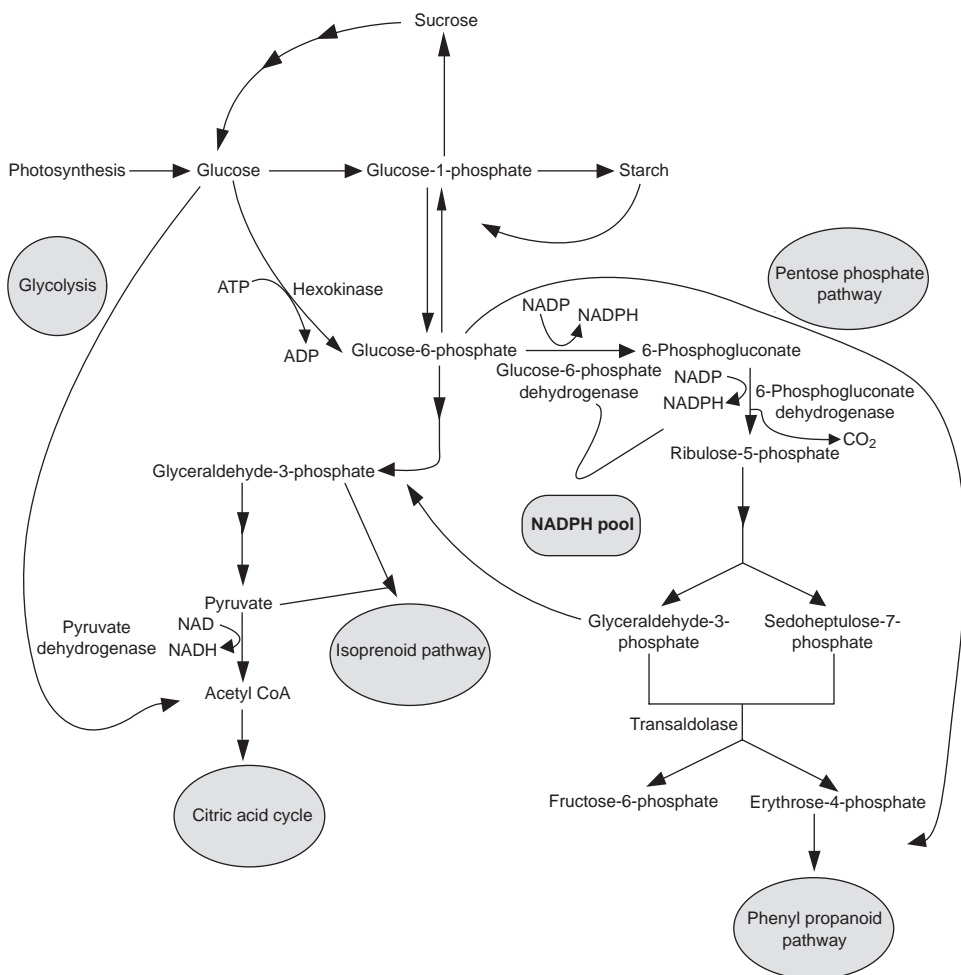 Sucrose
Photosynthesis
Glucose
Glucose-1-phosphate
Starch
Glycolysis
Pentose phosphate
pathway
ATP
Hexokinase
ADP
NADP
NADPH
Glucose-6-phosphate
6-Phosphogluconate
Glucose-6-phosphate
dehydrogenase
NADP
NADPH
6-Phosphogluconate
dehydrogenase
CO₂
Ribulose-5-phosphate
Glyceraldehyde-3-phosphate
NADPH pool
Pyruvate
NAD
NADH
Pyruvate
dehydrogenase
Isoprenoid pathway
Glyceraldehyde-3-
phosphate
Sedoheptulose-7-
phosphate
Acetyl CoA
Transaldolase
Citric acid cycle
Fructose-6-phosphate
Erythrose-4-phosphate
Phenyl propanoid
pathway